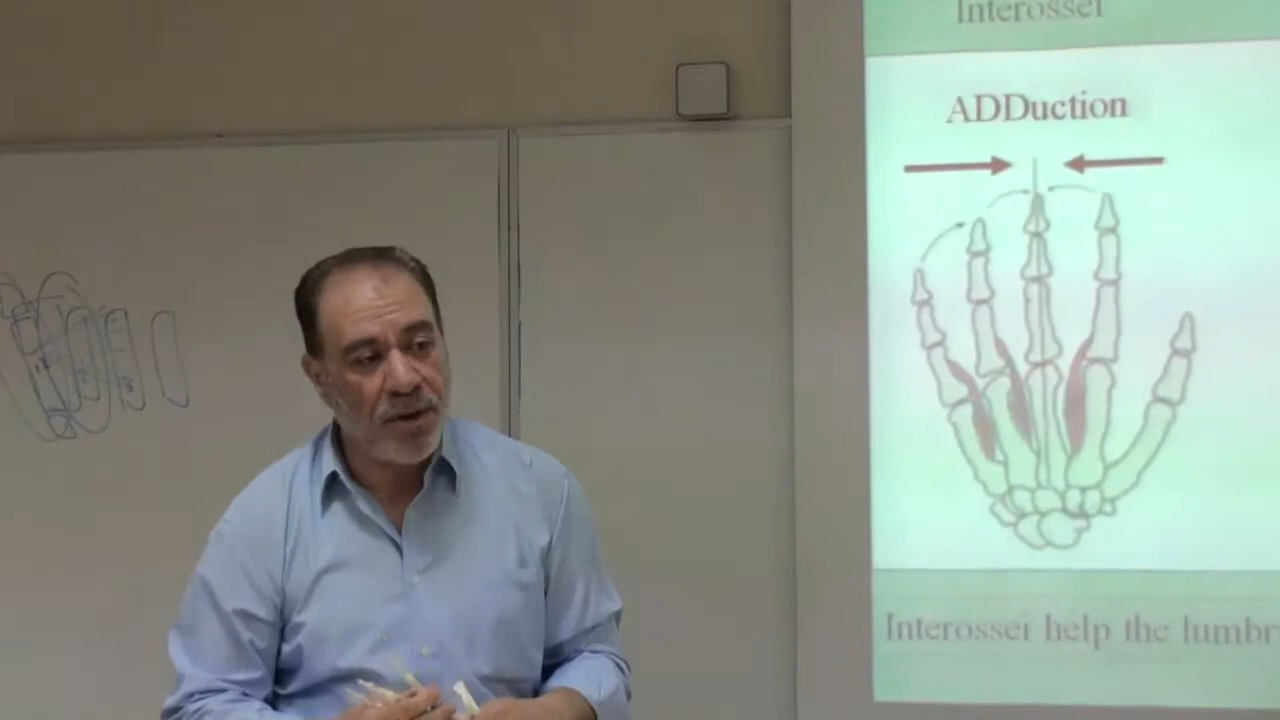 Interossei
ADDuction
Interossei help the lumbr